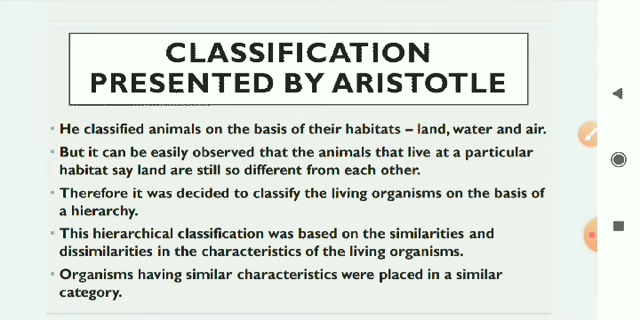 CLASSIFICATION
PRESENTED BY ARISTOTLE
He classified animals on the basis of their habitats – land, water and air.
But it can be easily observed that the animals that live at a particular
habitat say land are still so different from each other.
Therefore it was decided to classify the living organisms on the basis of
a hierarchy.
This hierarchical classification was based on the similarities and
dissimilarities in the characteristics of the living organisms.
Organisms having similar characteristics were placed in a similar
category.